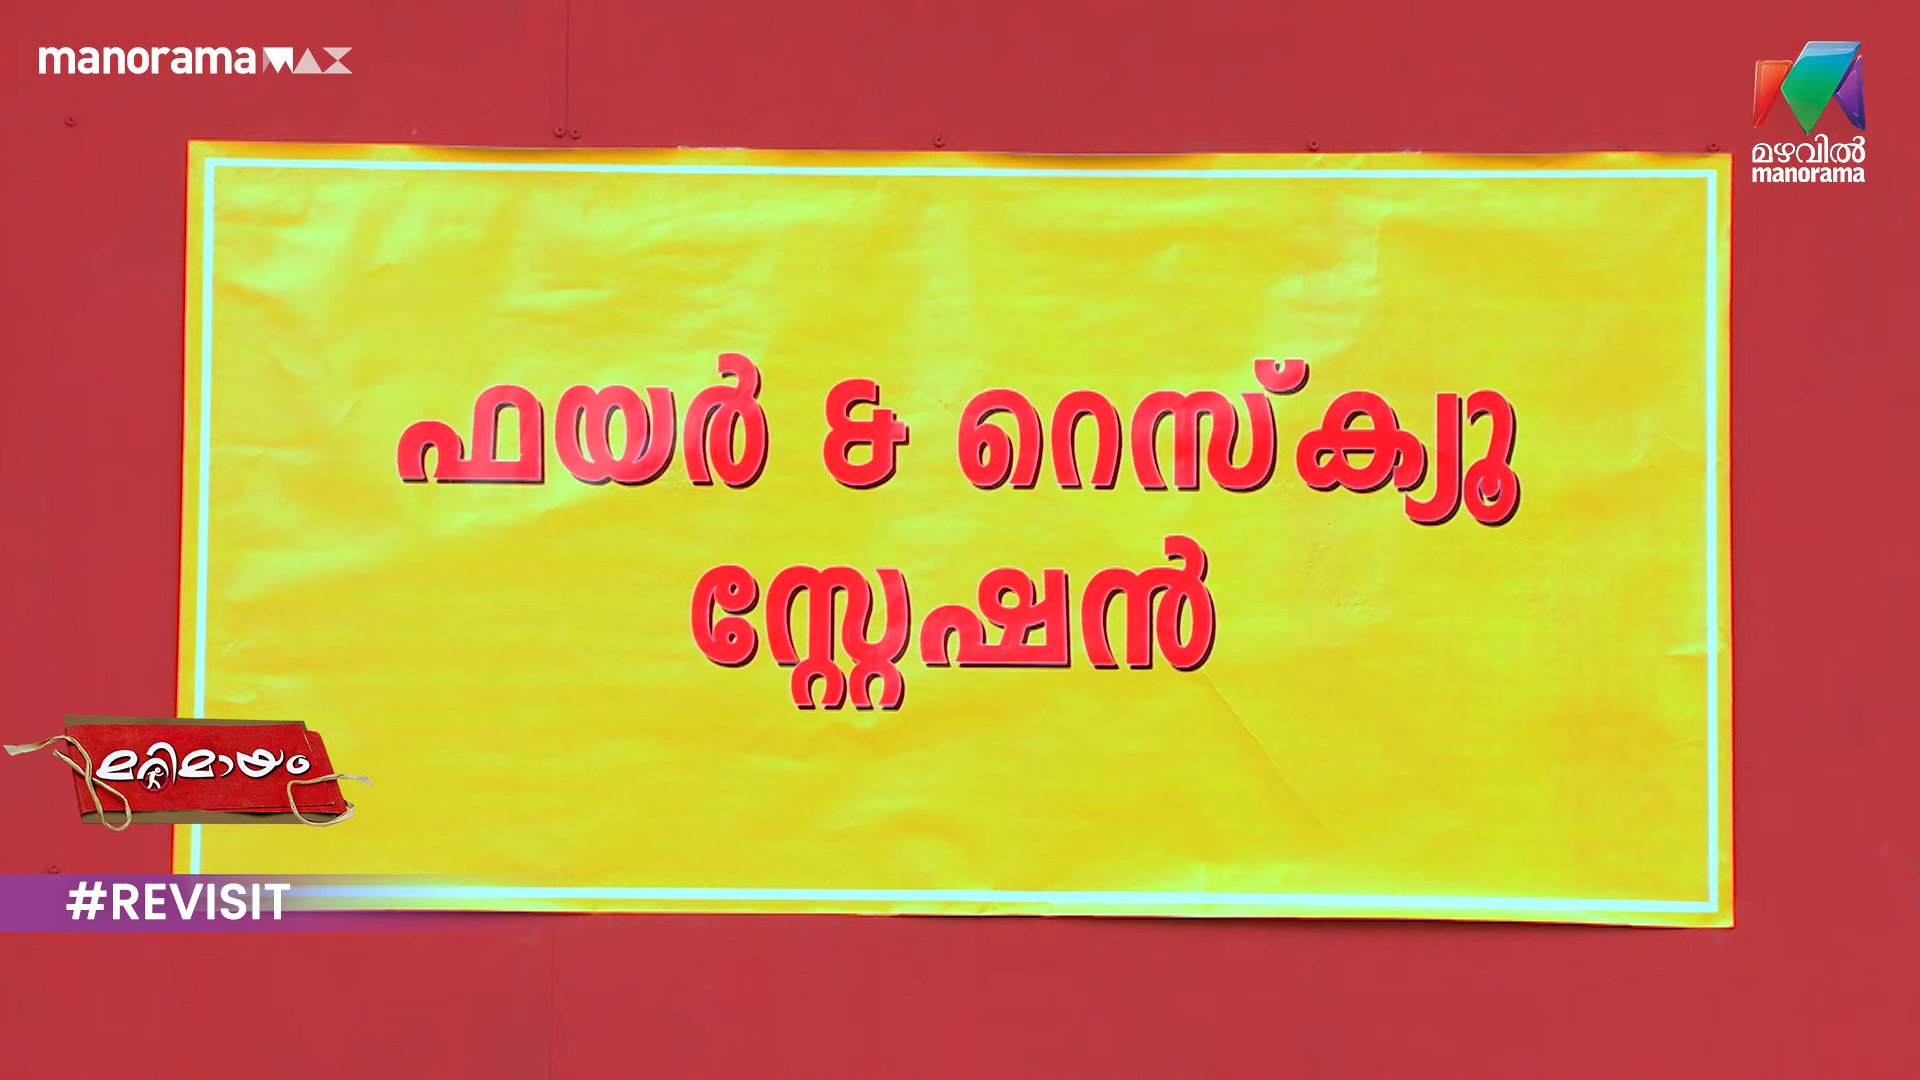 manoramaMAX
മഴവിൽ
manorama
ഫയർ & റെസ്ക്യൂ
സ്റ്റേഷൻ
മറിമായം
#REVISIT